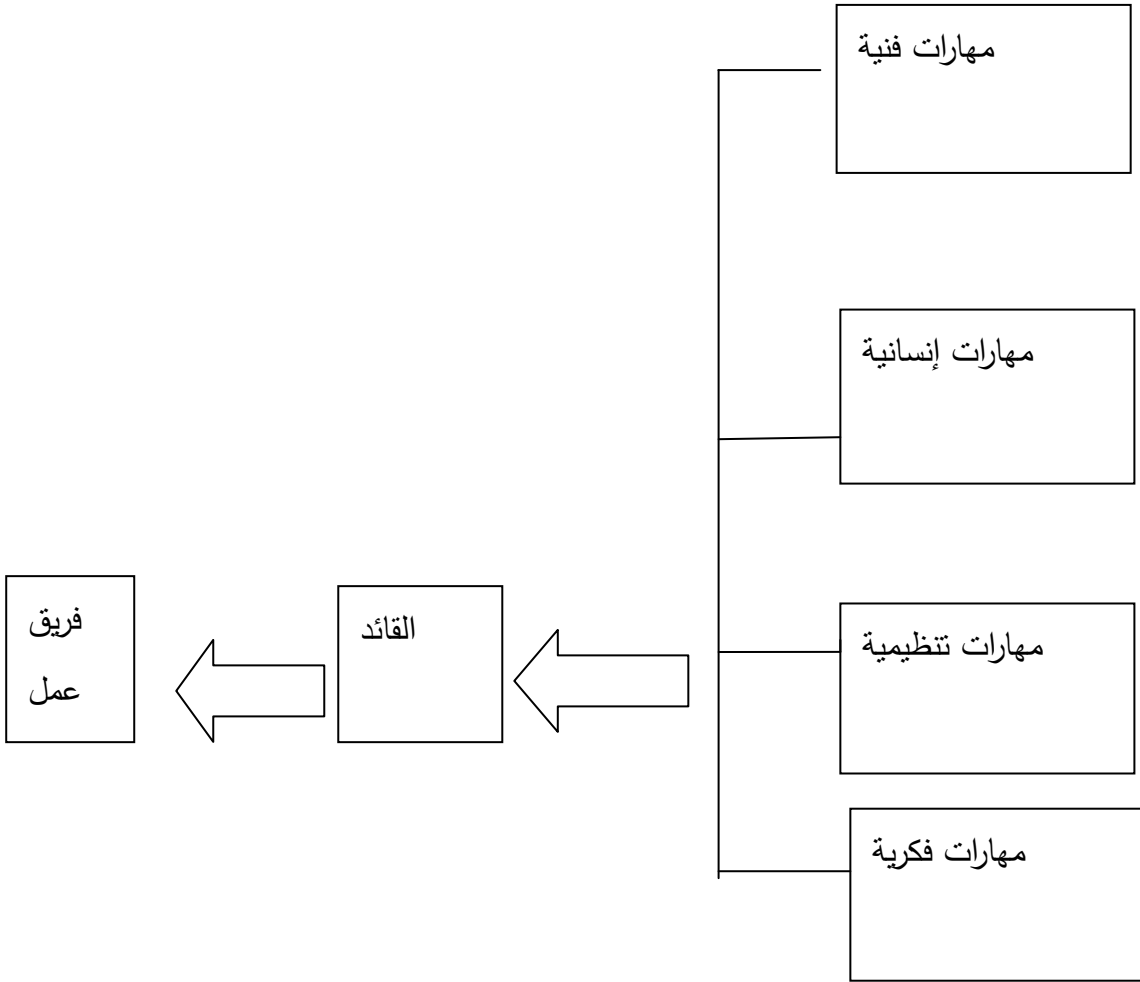 مهارات فنية
مهارات إنسانية
مهارات تنظيمية
مهارات فكرية
القائد
فريق
عمل